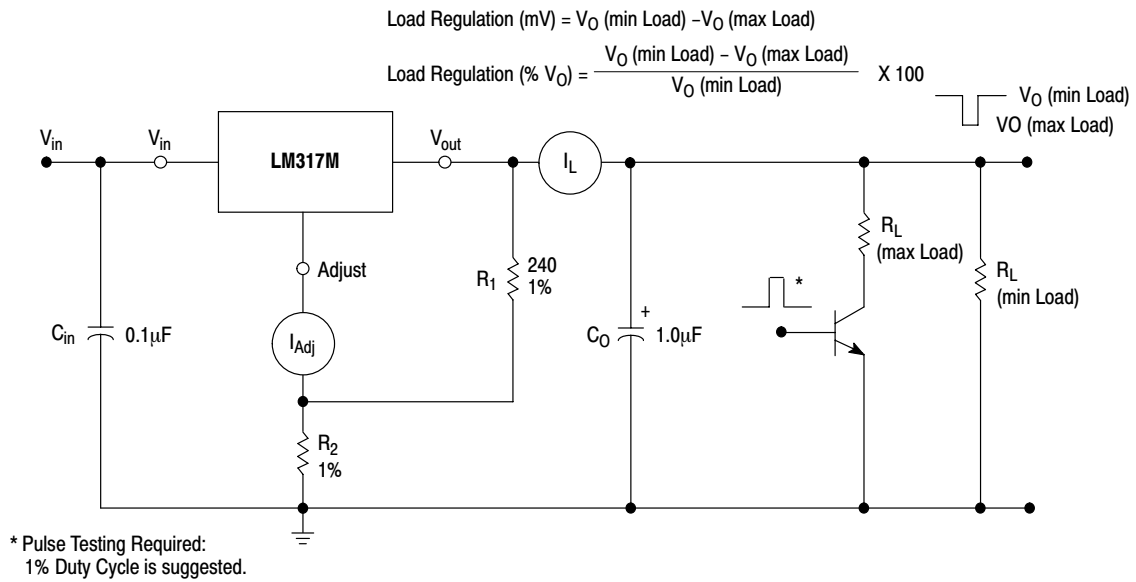 Load Regulation (mV) = VO (min Load) –VO (max Load)
Load Regulation (% VO) = VO (min Load) – VO (max Load)
VO (min Load)
X 100
VO (min Load)
VO (max Load)
Vin
Vin
LM317M
Vout
IL
Adjust
R1
240
1%
RL
(max Load)
RL
(min Load)
*
Cin
0.1µF
IAdj
CO
+
1.0µF
R2
1%
* Pulse Testing Required:
1% Duty Cycle is suggested.